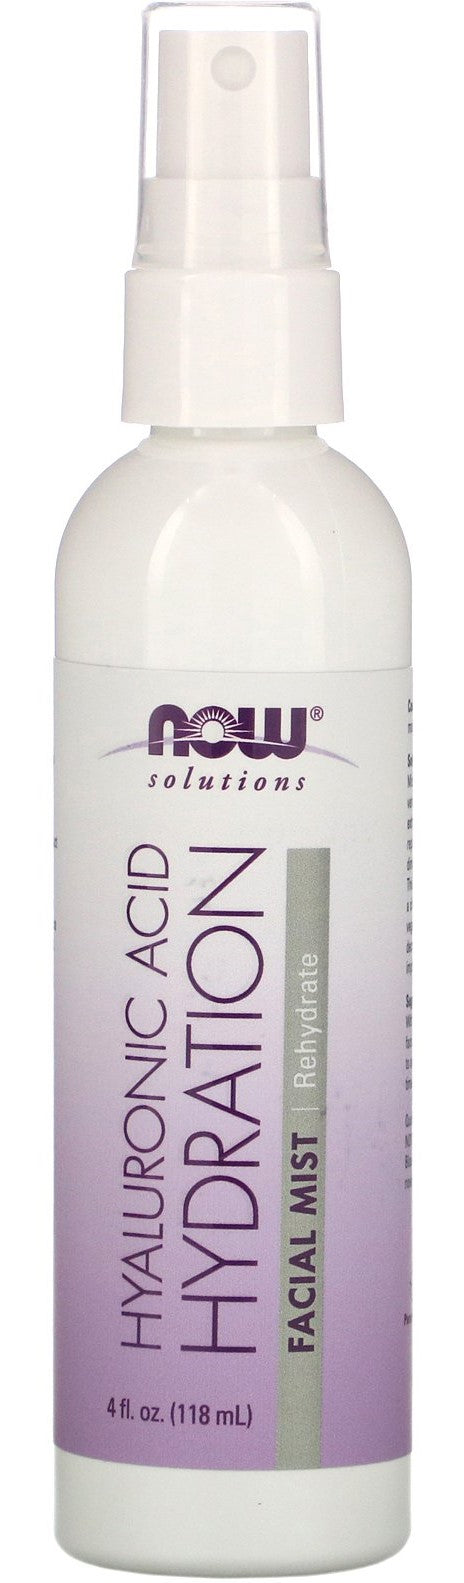 NOW®
solutions
HYALURONIC ACID
HYDRATION
FACIAL MIST | Rehydrate
4 fl. oz. (118 mL)